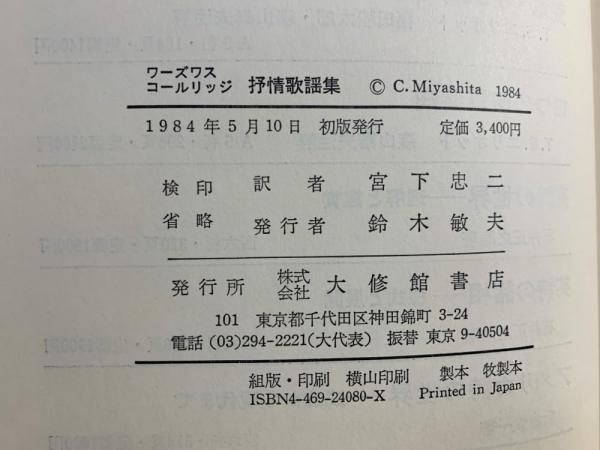 ワーズワス
コールリッジ 抒情歌謡集 © C. Miyashita 1984
1984年5月10日 初版発行 定価 3,400円
検印 訳者 宮下忠二
省略 発行者 鈴木敏夫
発行所 株式会社 大修館書店
101 東京都千代田区神田錦町 3-24
電話 (03)294-2221(大代表) 振替 東京 9-40504
組版・印刷 横山印刷 製本 牧製本
ISBN4-469-24080-X Printed in Japan